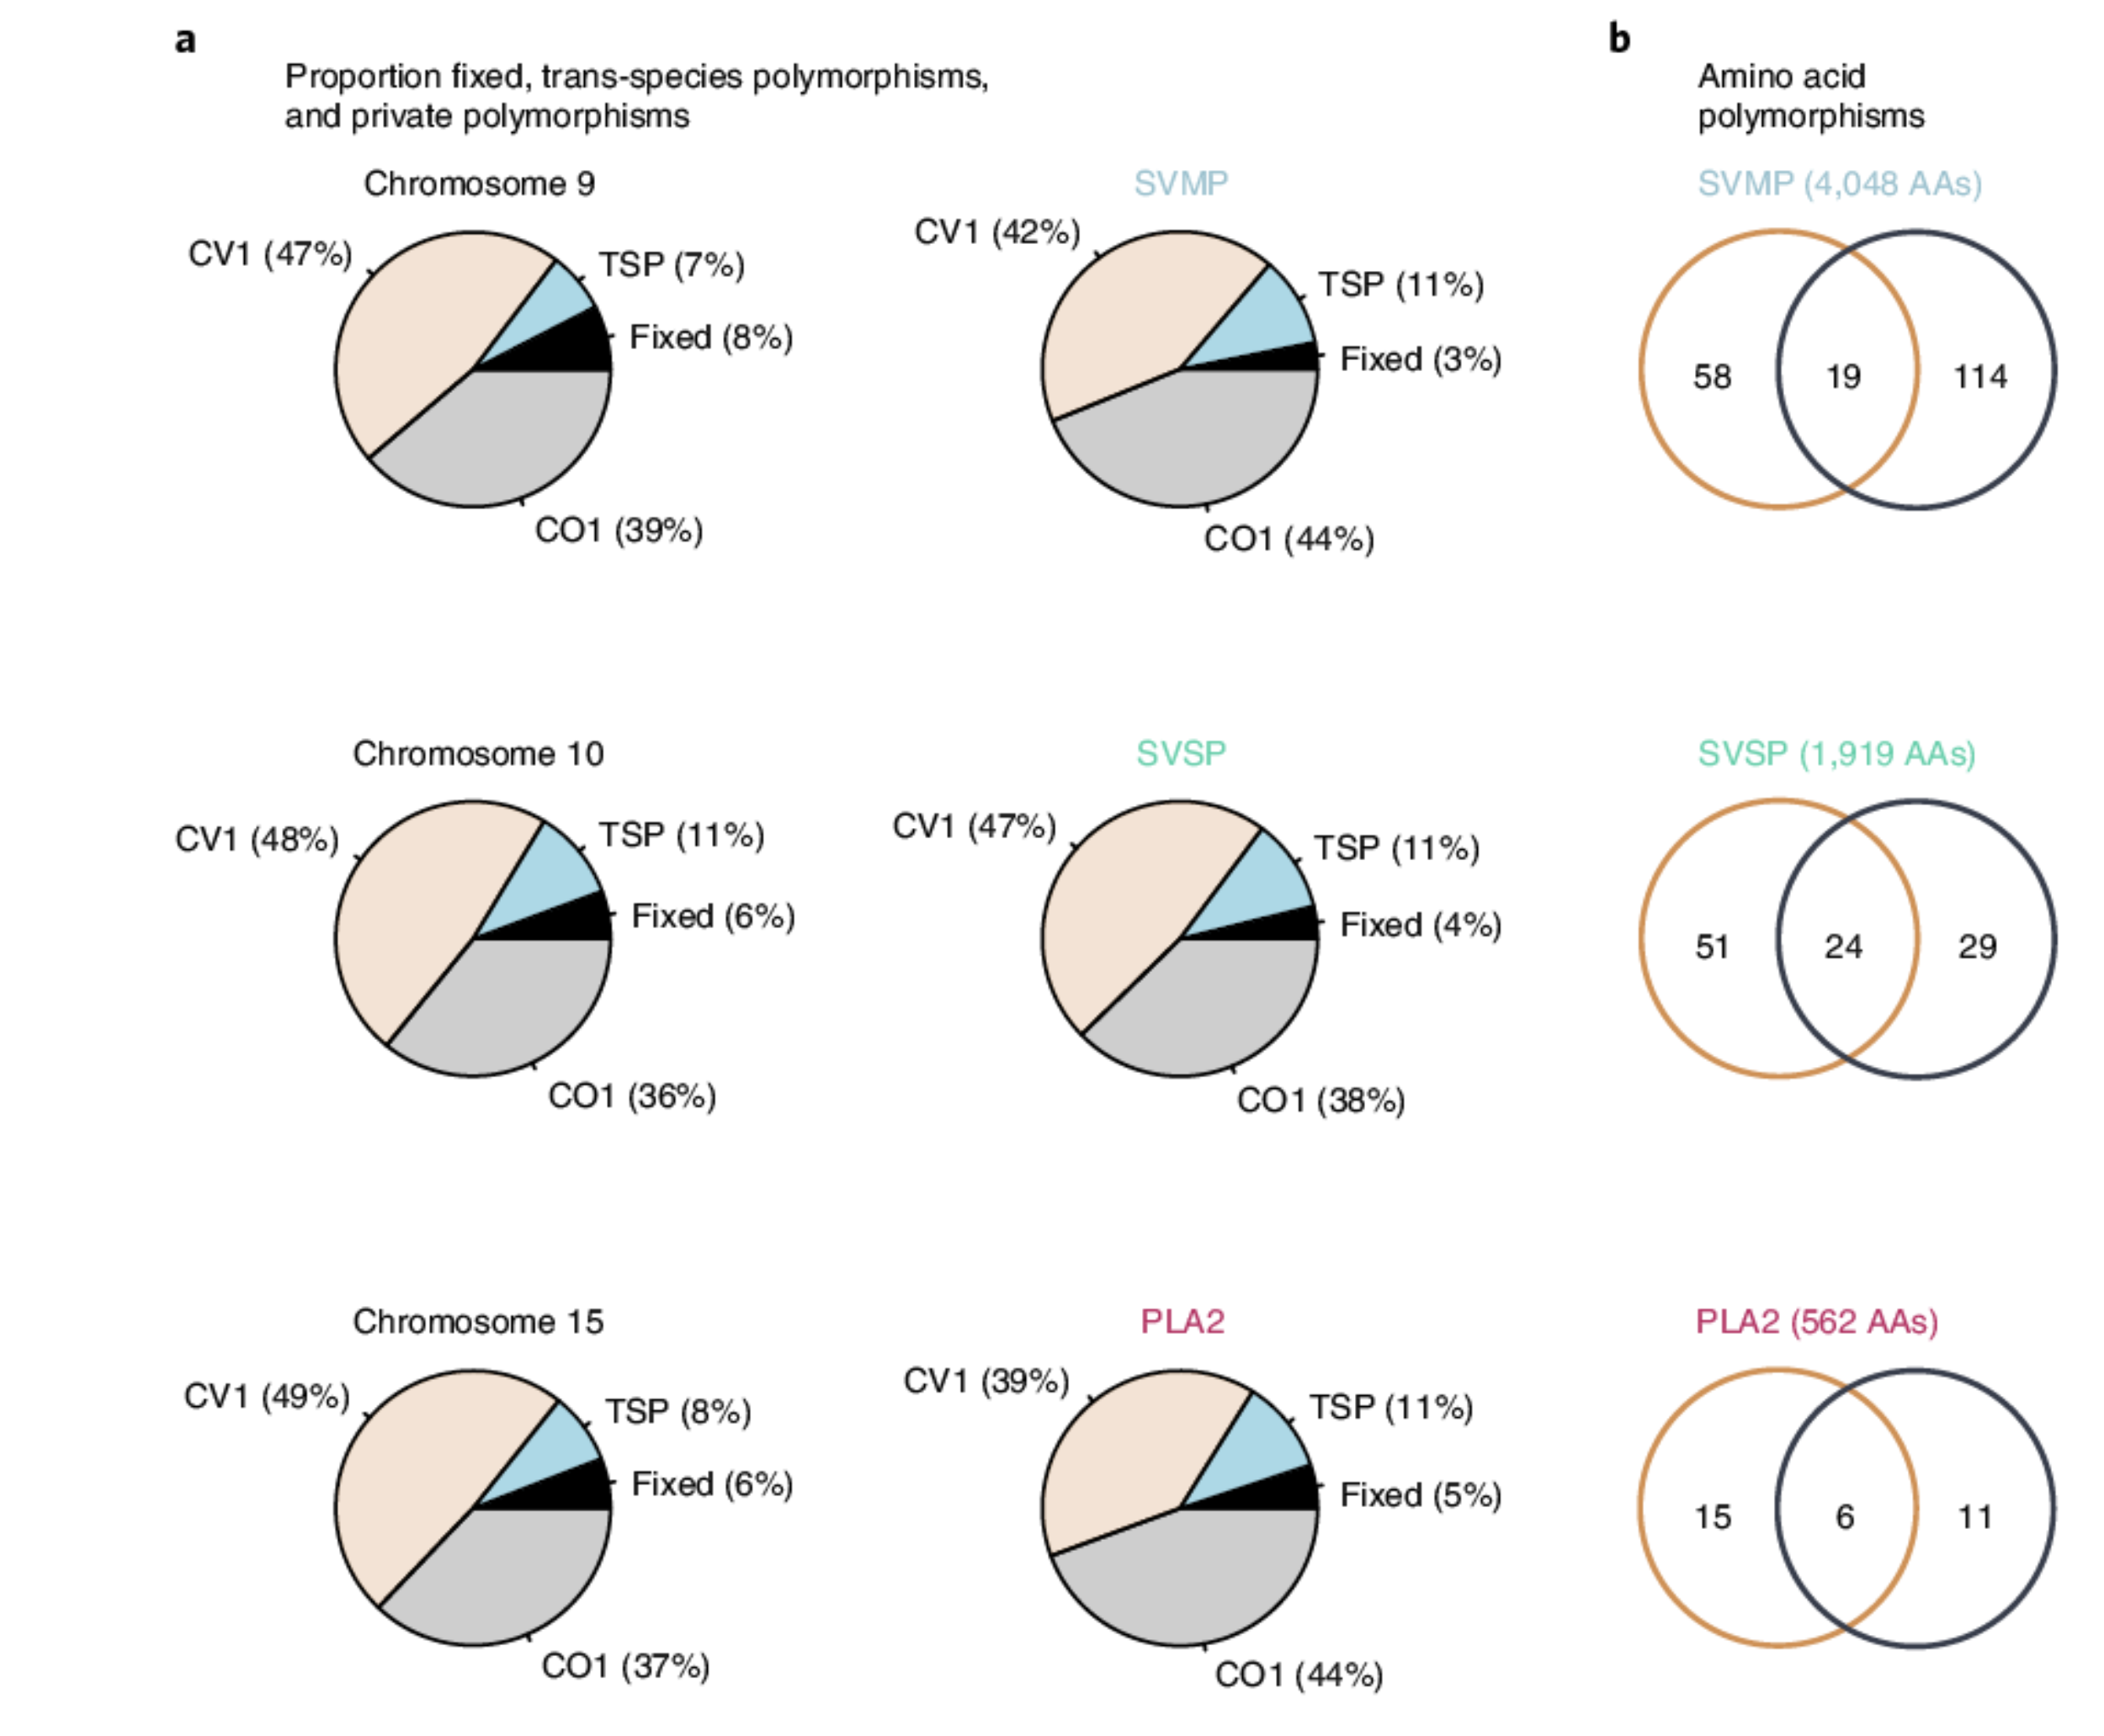 a
Proportion fixed, trans-species polymorphisms,
and private polymorphisms
Chromosome 9
CV1 (47%)
TSP (7%)
Fixed (8%)
CO1 (39%)
SVMP
CV1 (42%)
TSP (11%)
Fixed (3%)
CO1 (44%)
Chromosome 10
CV1 (48%)
TSP (11%)
Fixed (6%)
CO1 (36%)
SVSP
CV1 (47%)
TSP (11%)
Fixed (4%)
CO1 (38%)
Chromosome 15
CV1 (49%)
TSP (8%)
Fixed (6%)
CO1 (37%)
PLA2
CV1 (39%)
TSP (11%)
Fixed (5%)
CO1 (44%)
b
Amino acid
polymorphisms
SVMP (4,048 AAs)
58 19 114
SVSP (1,919 AAs)
51 24 29
PLA2 (562 AAs)
15 6 11